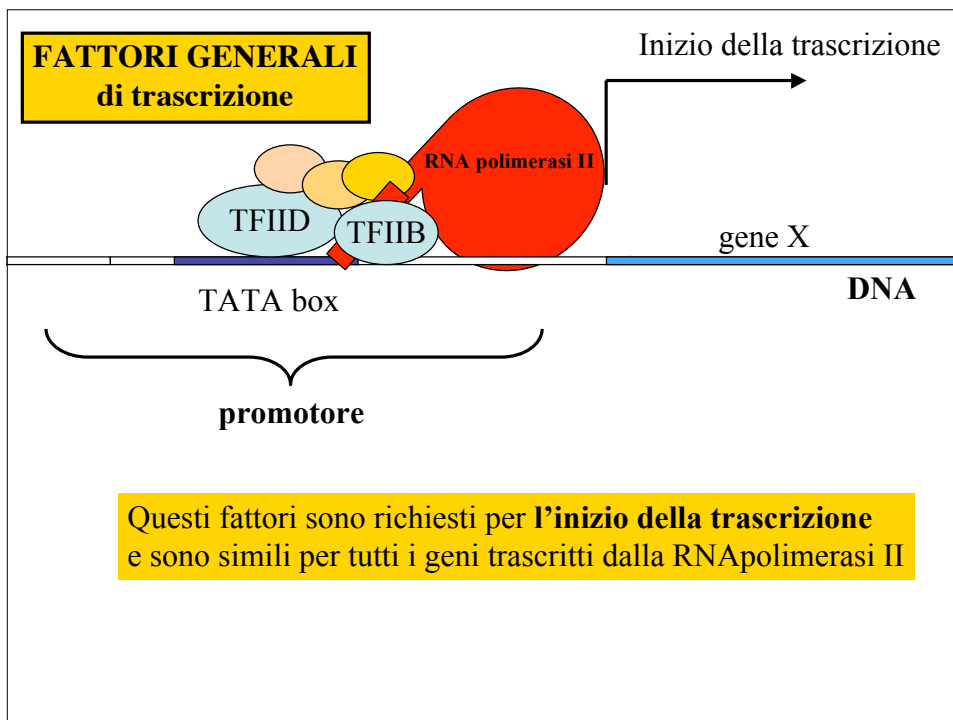 FATTORI GENERALI
di trascrizione
Inizio della trascrizione
RNA polimerasi II
TFIID
TFIIB
gene X
DNA
TATA box
promotore
Questi fattori sono richiesti per l’inizio della trascrizione
e sono simili per tutti i geni trascritti dalla RNApolimerasi II